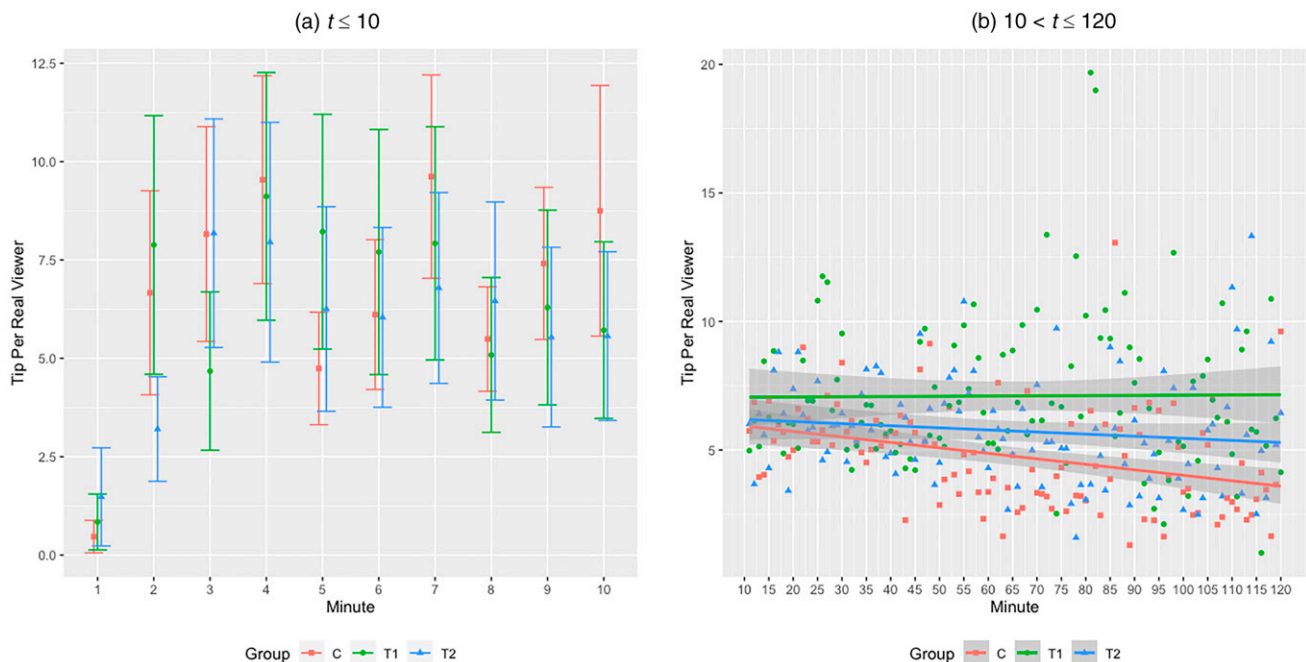 (a) t ≤ 10
12.5
10.0
7.5
5.0
2.5
0.0
Tip Per Real Viewer
1 2 3 4 5 6 7 8 9 10
Minute
Group C T1 T2
(b) 10 < t ≤ 120
20
15
10
5
Tip Per Real Viewer
10 15 20 25 30 35 40 45 50 55 60 65 70 75 80 85 90 95 100 105 110 115 120
Minute
Group C T1 T2